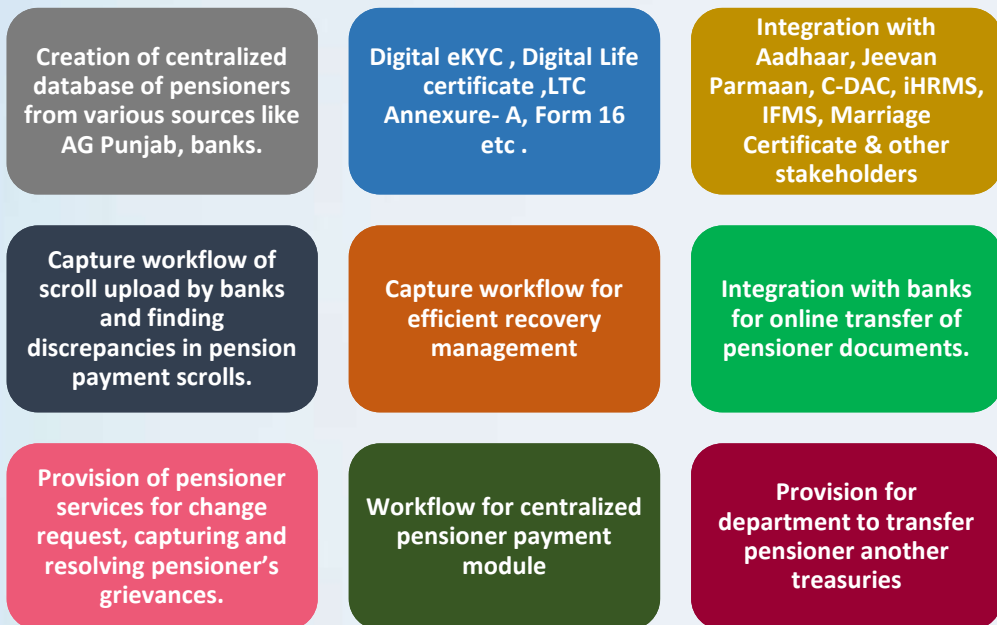 Creation of centralized
database of pensioners
from various sources like
AG Punjab, banks.
Digital eKYC , Digital Life
certificate ,LTC
Annexure- A, Form 16
etc .
Integration with
Aadhaar, Jeevan
Parmaan, C-DAC, iHRMS,
IFMS, Marriage
Certificate & other
stakeholders
Capture workflow of
scroll upload by banks
and finding
discrepancies in pension
payment scrolls.
Capture workflow for
efficient recovery
management
Integration with banks
for online transfer of
pensioner documents.
Provision of pensioner
services for change
request, capturing and
resolving pensioner’s
grievances.
Workflow for centralized
pensioner payment
module
Provision for
department to transfer
pensioner another
treasuries